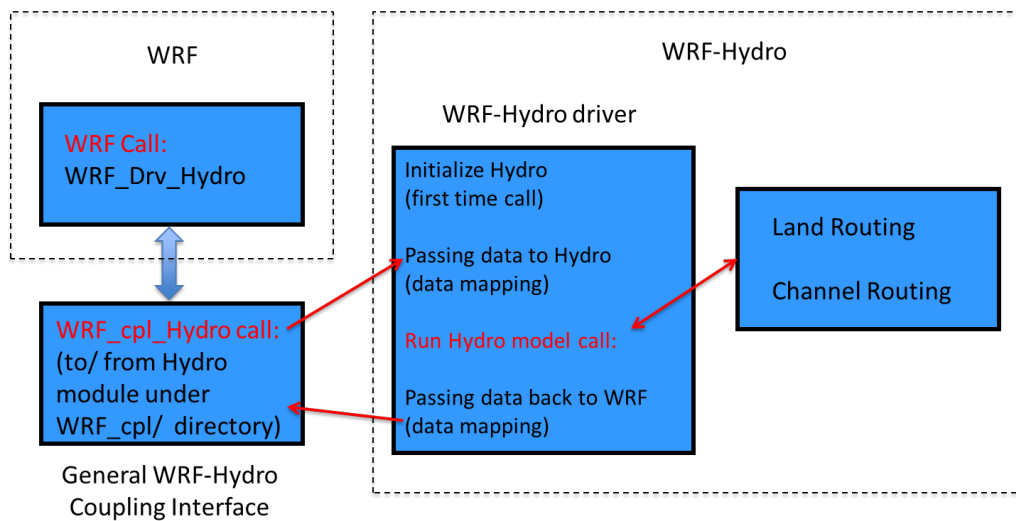 WRF
WRF Call:
WRF_Drv_Hydro
WRF_cpl_Hydro call:
(to/ from Hydro
module under
WRF_cpl/ directory)
General WRF-Hydro
Coupling Interface
WRF-Hydro
WRF-Hydro driver
Initialize Hydro
(first time call)
Passing data to Hydro
(data mapping)
Run Hydro model call:
Passing data back to WRF
(data mapping)
Land Routing
Channel Routing